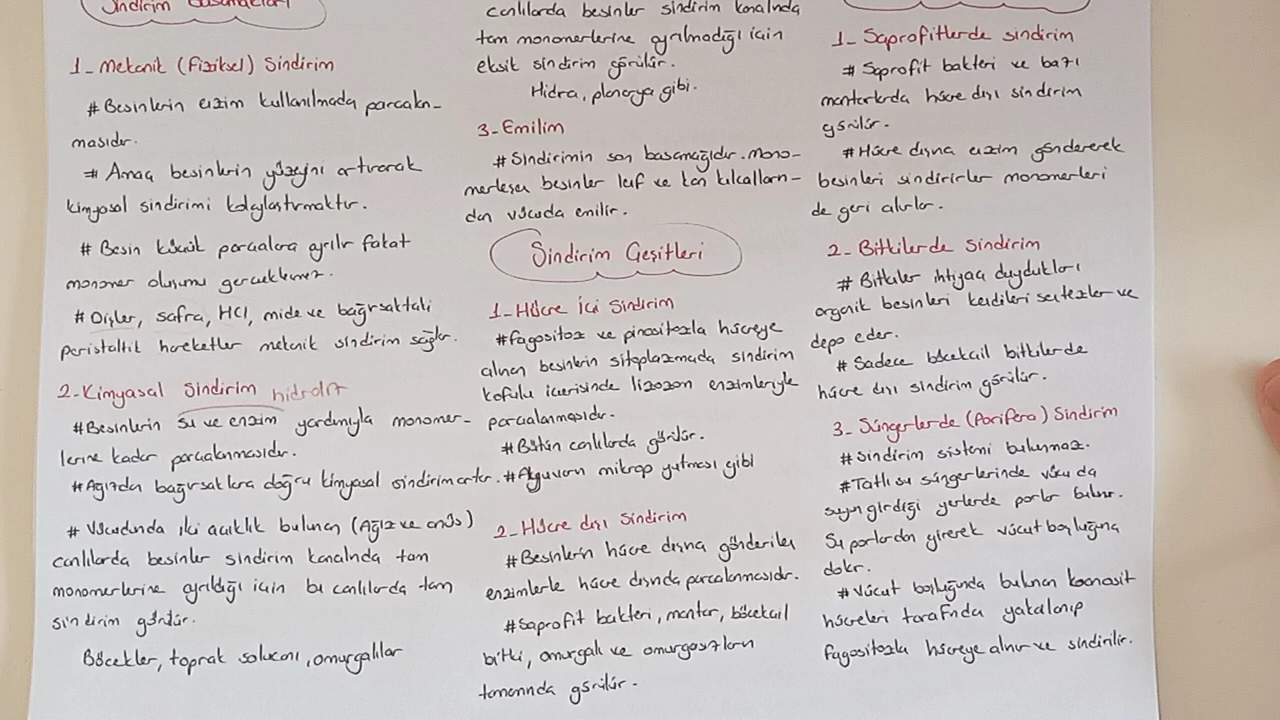 Sindirim Basamakları
1- Mekanik (Fiziksel) Sindirim
# Besinlerin enzim kullanılmada parçalan-
masıdır.
# Amaç besinlerin yüzeyini artırarak
kimyasal sindirimi kolaylaştırmaktır.
# Besin küçük parçalara ayrılır fakat
monomer oluşumu gerçekleşmez.
# Dişler, safra, HCl, mide ve bağırsaktaki
peristaltik hareketler mekanik sindirim sağlar.
2- Kimyasal Sindirim hidroliz
# Besinlerin su ve enzim yardımıyla monomer-
lerine kadar parçalanmasıdır.
# Ağızdan bağırsaklara doğru kimyasal sindirim artar.
# Vücudunda iki açıklık bulunan (Ağız ve anüs)
canlılarda besinler sindirim kanalında tam
monomerlerine ayrıldığı için bu canlılarda tam
sindirim görülür.
Böcekler, toprak solucanı, omurgalılar
canlılarda besinler sindirim kanalında
tam monomerlerine ayrılmadığı için
eksik sindirim görülür.
Hidra, planarya gibi.
3- Emilim
# Sindirimin son basamağıdır. Mono-
merleşen besinler lenf ve kan kılcalların-
dan vücuda emilir.
Sindirim Çeşitleri
1- Hücre İçi Sindirim
# Fagositoz ve pinositozla hücreye
alınan besinlerin sitoplazmada sindirim
kofulu içerisinde lizozom enzimleriyle
parçalanmasıdır.
# Bütün canlılarda görülür.
# Akyuvarın mikrop yutması gibi
2- Hücre dışı Sindirim
# Besinlerin hücre dışına gönderilen
enzimlerle hücre dışında parçalanmasıdır.
# Saprofit bakteri, mantar, böcekçil
bitki, omurgalı ve omurgasızların
tamamında görülür.
1- Saprofitlerde sindirim
# Saprofit bakteri ve bazı
mantarlarda hücre dışı sindirim
görülür.
# Hücre dışına enzim göndererek
besinleri sindirirler monomerleri
de geri alırlar.
2- Bitkilerde Sindirim
# Bitkiler ihtiyaç duydukları
organik besinleri kendileri sentezler ve
depo eder.
# Sadece böcekçil bitkilerde
hücre dışı sindirim görülür.
3- Süngerlerde (Porifera) Sindirim
# Sindirim sistemi bulunmaz.
# Tatlı su süngerlerinde vücuda
suyun girdiği yerlerde porlar bulunur.
Su porlardan girerek vücut boşluğuna
dolar.
# Vücut boşluğunda bulunan koanosit
hücreleri tarafında yakalanıp
fagositozla hücreye alınır ve sindirilir.